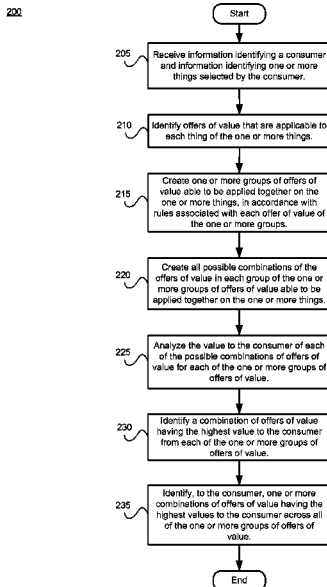 200
Start
205
Receive information identifying a consumer
and information identifying one or more
things selected by the consumer.
210
Identify offers of value that are applicable to
each thing of the one or more things.
215
Create one or more groups of offers of
value able to be applied together on the
one or more things, in accordance with
rules associated with each offer of value of
the one or more groups.
220
Create all possible combinations of the
offers of value in each group of the one or
more groups of offers of value able to be
applied together on the one or more things.
225
Analyze the value to the consumer of each
of the possible combinations of offers of
value for each of the one or more groups of
offers of value.
230
Identify a combination of offers of value
having the highest value to the consumer
from each of the one or more groups of
offers of value.
235
Identify, to the consumer, one or more
combinations of offers of value having the
highest values to the consumer across all
of the one or more groups of offers of
value.
End